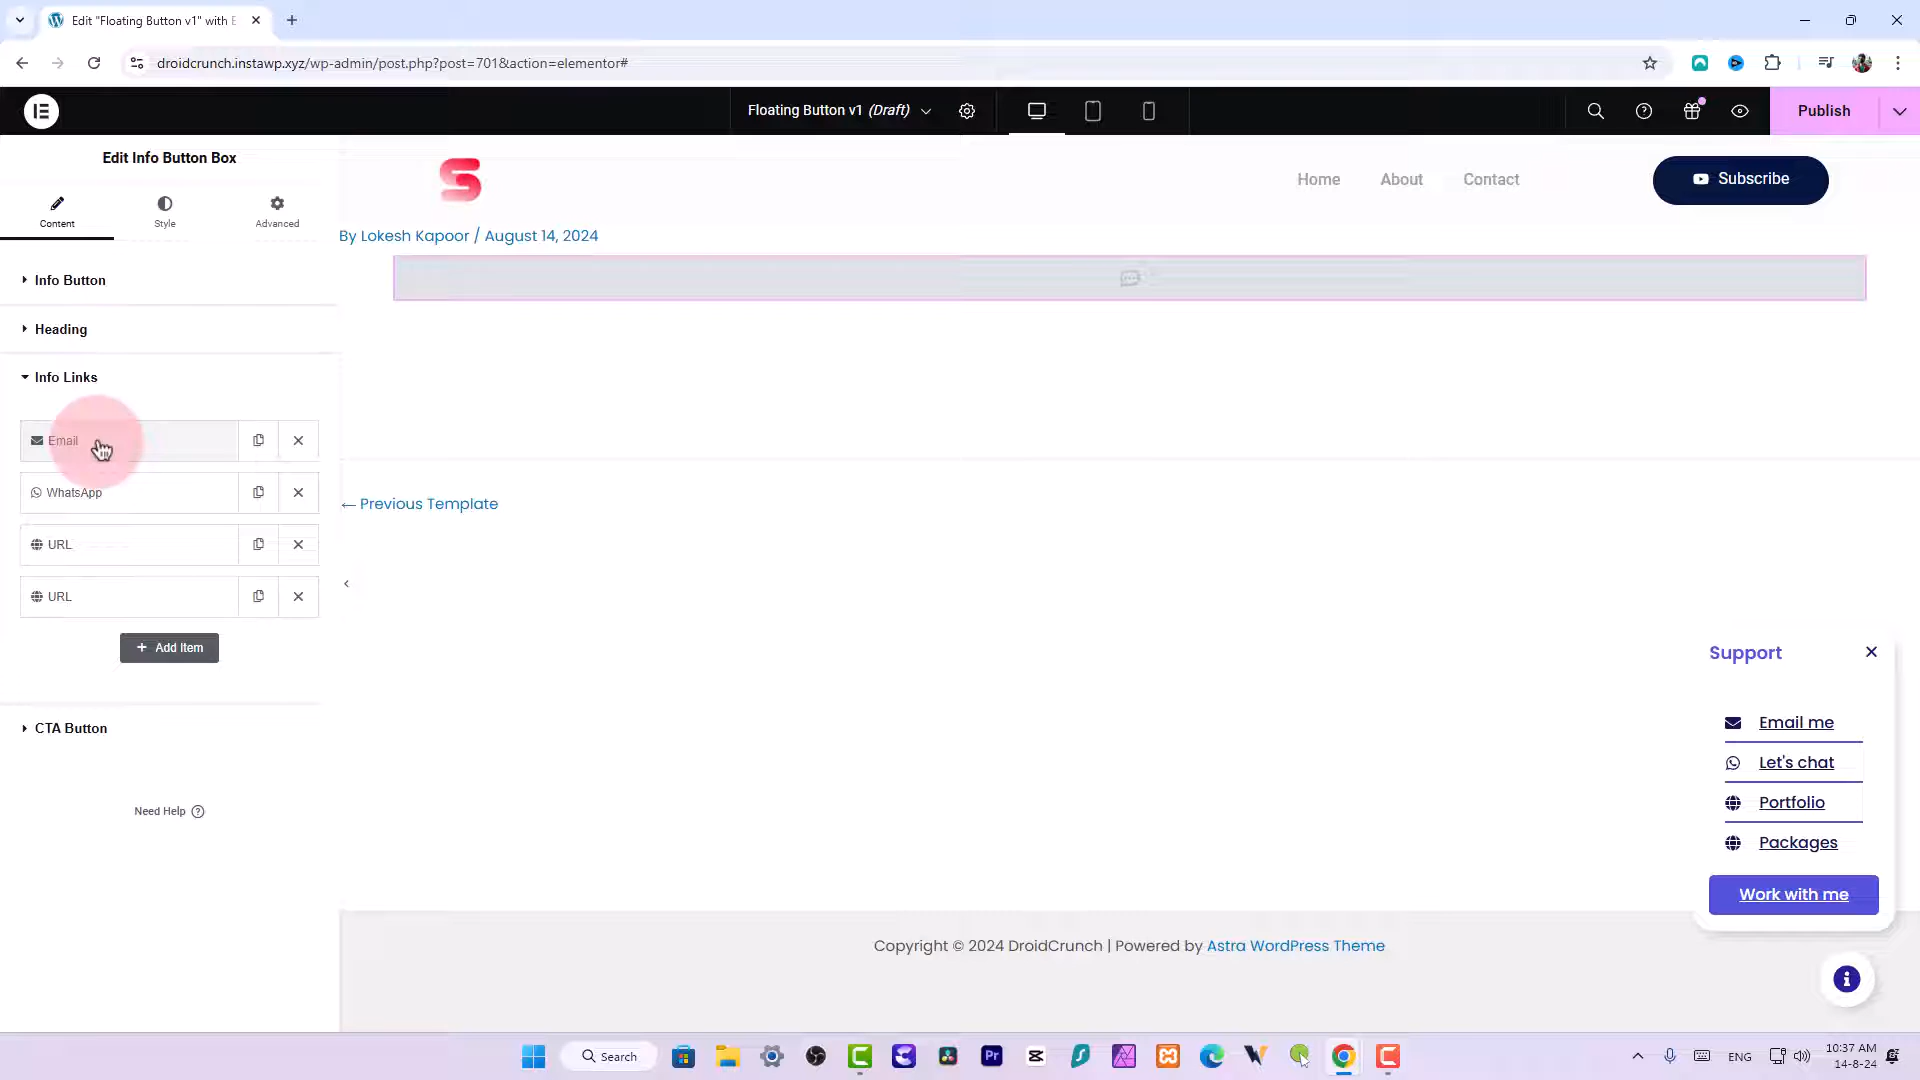 Edit "Floating Button v1" with E
droidcrunch.instawp.xyz/wp-admin/post.php?post=701&action=elementor#
Floating Button v1 (Draft)
Publish
Edit Info Button Box
Content
Style
Advanced
Info Button
Heading
Info Links
Email
WhatsApp
URL
URL
+ Add Item
CTA Button
Need Help
Home
About
Contact
Subscribe
By Lokesh Kapoor / August 14, 2024
← Previous Template
Support
Email me
Let's chat
Portfolio
Packages
Work with me
Copyright © 2024 DroidCrunch | Powered by Astra WordPress Theme
Search
ENG
10:37 AM
14-8-24